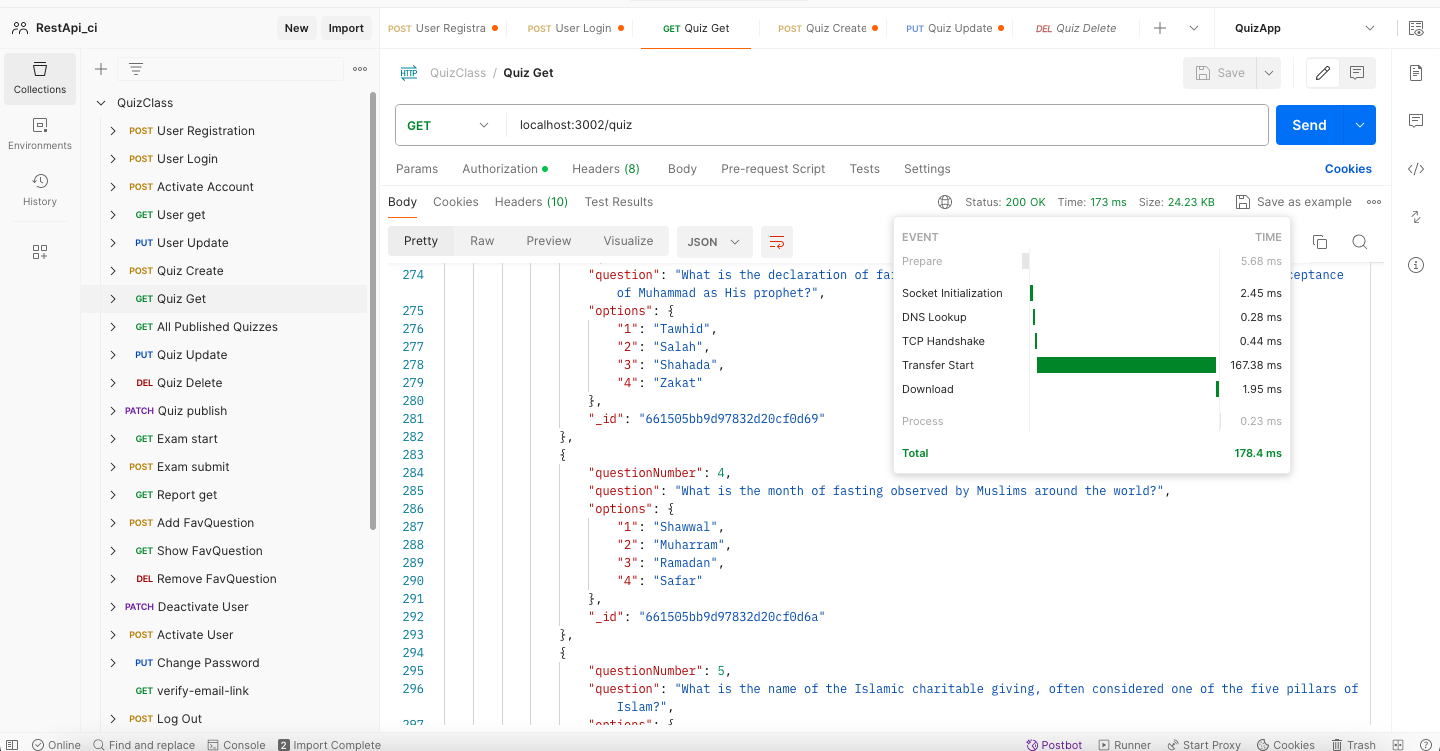 RestApi_ci
New
Import
POST User Registra
POST User Login
GET Quiz Get
POST Quiz Create
PUT Quiz Update
DEL Quiz Delete
QuizApp
Collections
Environments
History
QuizClass
POST User Registration
POST User Login
POST Activate Account
GET User get
PUT User Update
POST Quiz Create
GET Quiz Get
GET All Published Quizzes
PUT Quiz Update
DEL Quiz Delete
PATCH Quiz publish
GET Exam start
POST Exam submit
GET Report get
POST Add FavQuestion
GET Show FavQuestion
DEL Remove FavQuestion
PATCH Deactivate User
POST Activate User
PUT Change Password
GET verify-email-link
POST Log Out
HTTP QuizClass / Quiz Get
Save
GET localhost:3002/quiz
Send
Params Authorization Headers (8) Body Pre-request Script Tests Settings Cookies
Body Cookies Headers (10) Test Results
Status: 200 OK Time: 173 ms Size: 24.23 KB Save as example
Pretty Raw Preview Visualize JSON
EVENT TIME
Prepare 5.68 ms
Socket Initialization 2.45 ms
DNS Lookup 0.28 ms
TCP Handshake 0.44 ms
Transfer Start 167.38 ms
Download 1.95 ms
Process 0.23 ms
Total 178.4 ms
274 "question": "What is the declaration of fai ceptance
of Muhammad as His prophet?",
275 "options": {
276 "1": "Tawhid",
277 "2": "Salah",
278 "3": "Shahada",
279 "4": "Zakat"
280 },
281 "_id": "661505bb9d97832d20cf0d69"
282 },
283 {
284 "questionNumber": 4,
285 "question": "What is the month of fasting observed by Muslims around the world?",
286 "options": {
287 "1": "Shawwal",
288 "2": "Muharram",
289 "3": "Ramadan",
290 "4": "Safar"
291 },
292 "_id": "661505bb9d97832d20cf0d6a"
293 },
294 {
295 "questionNumber": 5,
296 "question": "What is the name of the Islamic charitable giving, often considered one of the five pillars of
Islam?",
297 "options": {
Online Find and replace Console 2 Import Complete
Postbot Runner Start Proxy Cookies Trash